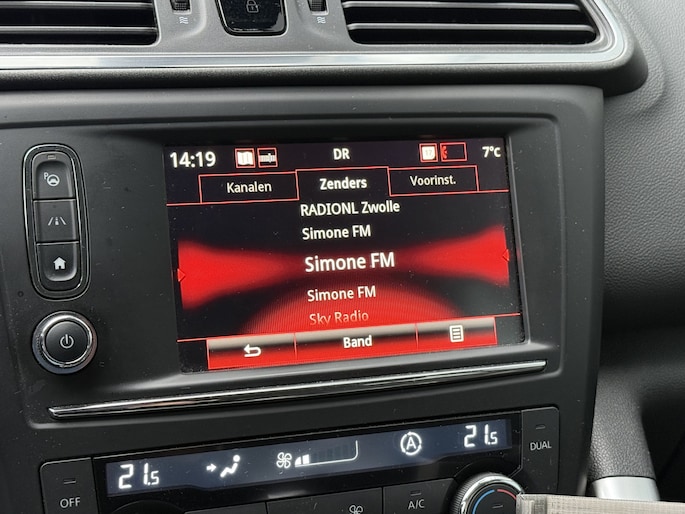 14:19 DR 7°C
Kanalen Zenders Voorinst.
RADIONL Zwolle
Simone FM
Simone FM
Simone FM
Sky Radio
Band
21.5 21.5
OFF A/C DUAL